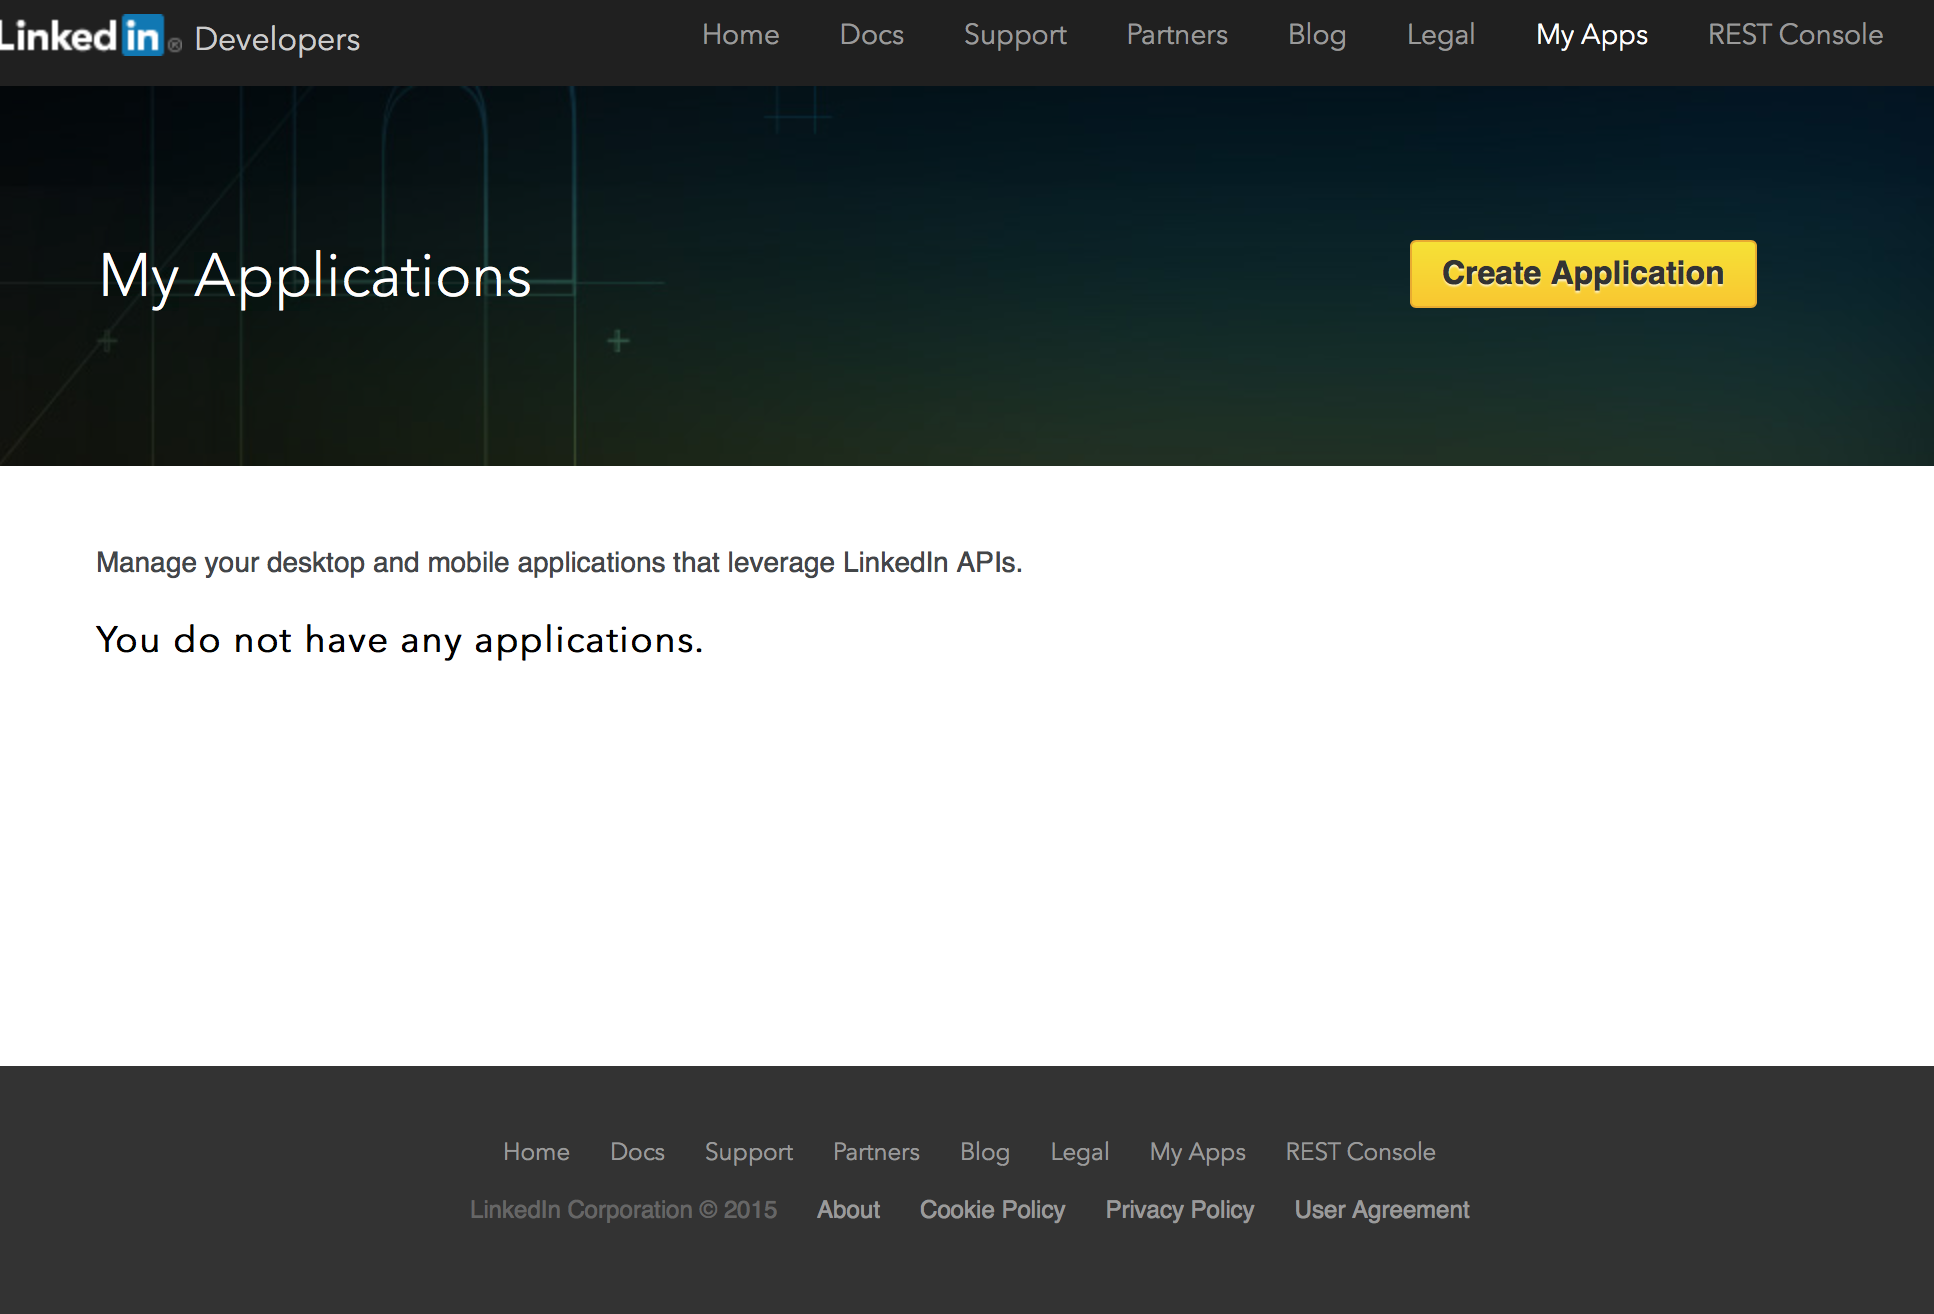 Linked in ® Developers Home Docs Support Partners Blog Legal My Apps REST Console
My Applications
Create Application
Manage your desktop and mobile applications that leverage LinkedIn APIs.
You do not have any applications.
Home Docs Support Partners Blog Legal My Apps REST Console
LinkedIn Corporation © 2015 About Cookie Policy Privacy Policy User Agreement